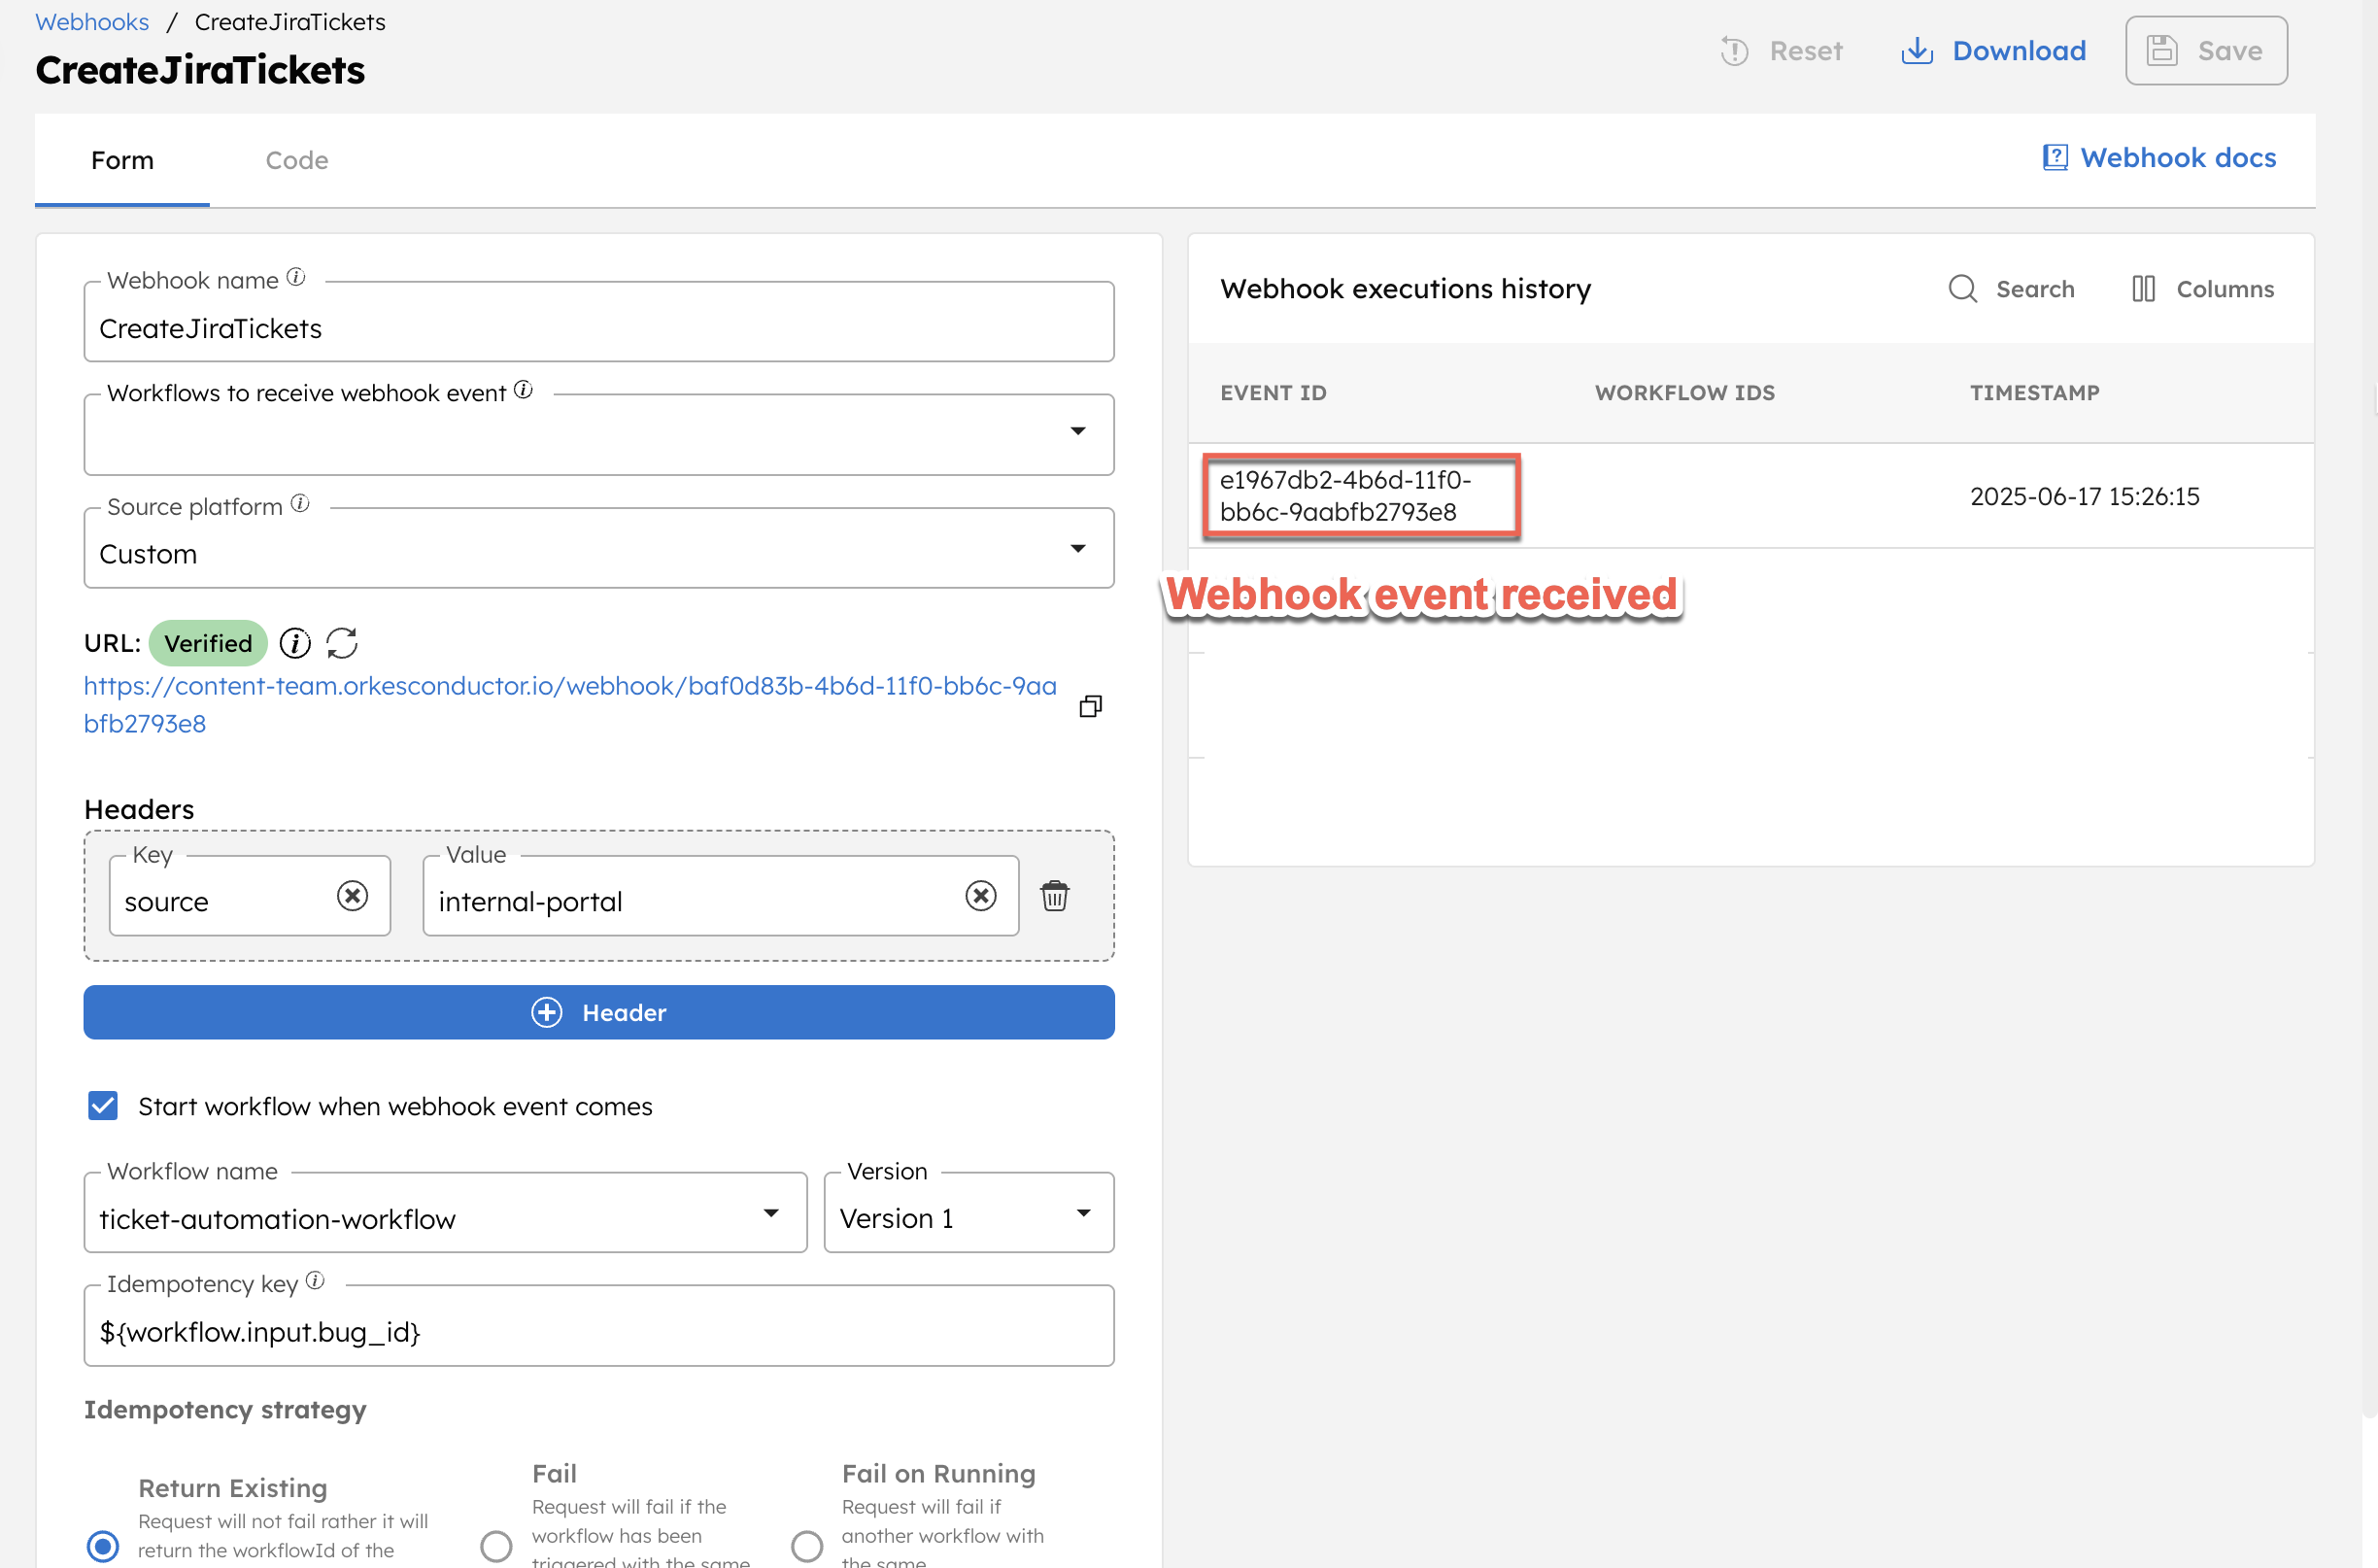 Webhooks / CreateJiraTickets
CreateJiraTickets
Reset
Download
Save
Form
Code
Webhook docs
Webhook name
CreateJiraTickets
Workflows to receive webhook event
Source platform
Custom
URL: Verified
https://content-team.orkesconductor.io/webhook/baf0d83b-4b6d-11f0-bb6c-9aa
bfb2793e8
Headers
Key
source
Value
internal-portal
Header
Start workflow when webhook event comes
Workflow name
ticket-automation-workflow
Version
Version 1
Idempotency key
${workflow.input.bug_id}
Idempotency strategy
Return Existing
Request will not fail rather it will
return the workflowId of the
Fail
Request will fail if the
workflow has been
triggered with the same
Fail on Running
Request will fail if
another workflow with
the same
Webhook executions history
Search
Columns
EVENT ID
WORKFLOW IDS
TIMESTAMP
e1967db2-4b6d-11f0-
bb6c-9aabfb2793e8
2025-06-17 15:26:15
Webhook event received